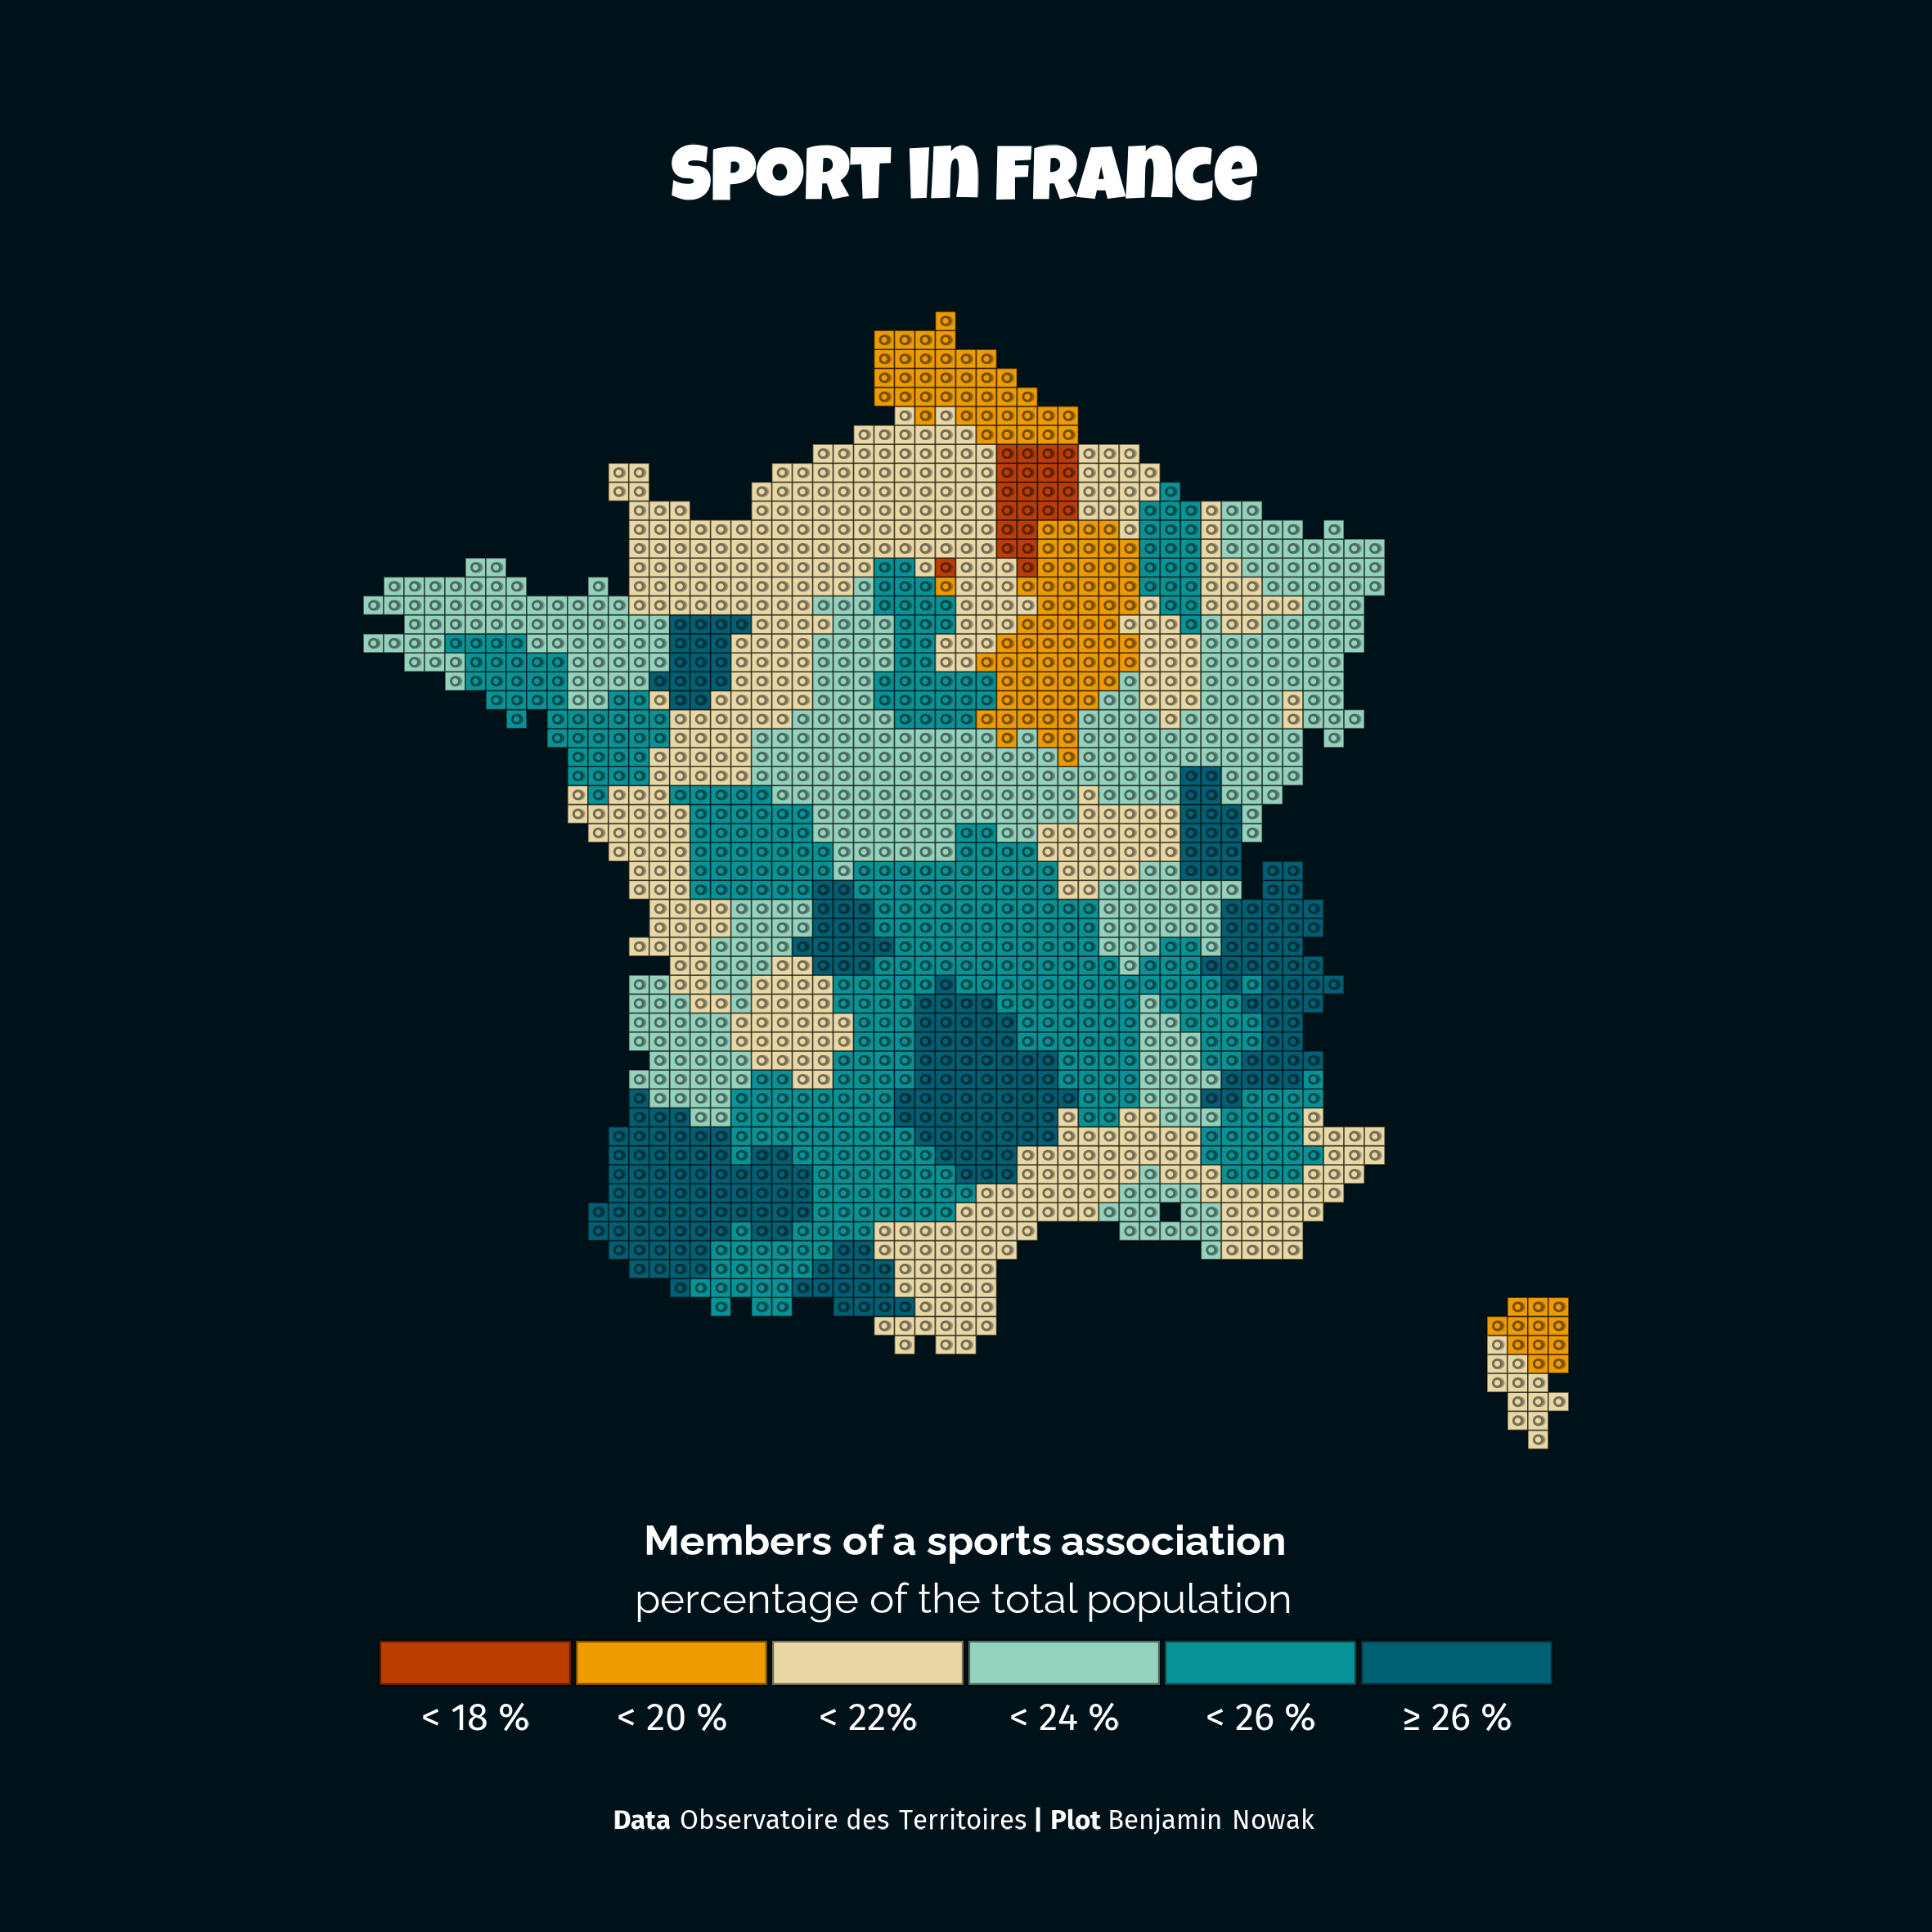 SPORT IN FRANCE
Members of a sports association
percentage of the total population
< 18 % < 20 % < 22% < 24 % < 26 % ≥ 26 %
Data Observatoire des Territoires | Plot Benjamin Nowak